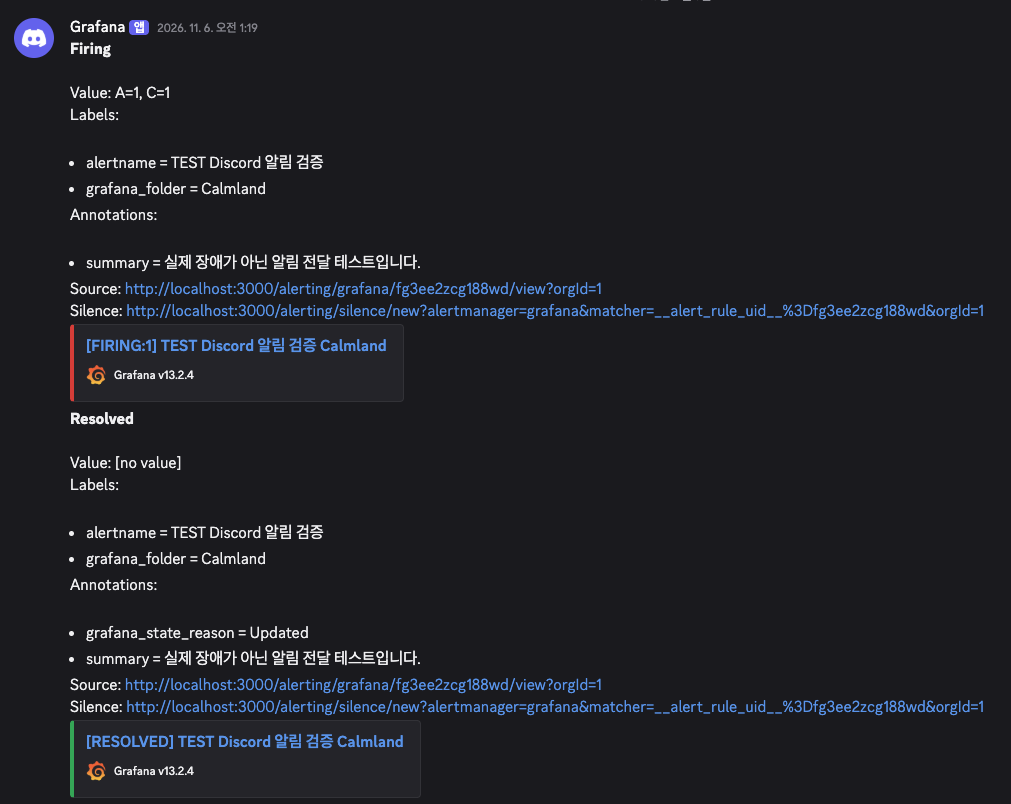 Grafana 앱 2026. 11. 6. 오전 1:19
Firing
Value: A=1, C=1
Labels:
• alertname = TEST Discord 알림 검증
• grafana_folder = Calmland
Annotations:
• summary = 실제 장애가 아닌 알림 전달 테스트입니다.
Source: http://localhost:3000/alerting/grafana/fg3ee2zcg188wd/view?orgId=1
Silence: http://localhost:3000/alerting/silence/new?alertmanager=grafana&matcher=__alert_rule_uid__%3Dfg3ee2zcg188wd&orgId=1
[FIRING:1] TEST Discord 알림 검증 Calmland
Grafana v13.2.4
Resolved
Value: [no value]
Labels:
• alertname = TEST Discord 알림 검증
• grafana_folder = Calmland
Annotations:
• grafana_state_reason = Updated
• summary = 실제 장애가 아닌 알림 전달 테스트입니다.
Source: http://localhost:3000/alerting/grafana/fg3ee2zcg188wd/view?orgId=1
Silence: http://localhost:3000/alerting/silence/new?alertmanager=grafana&matcher=__alert_rule_uid__%3Dfg3ee2zcg188wd&orgId=1
[RESOLVED] TEST Discord 알림 검증 Calmland
Grafana v13.2.4